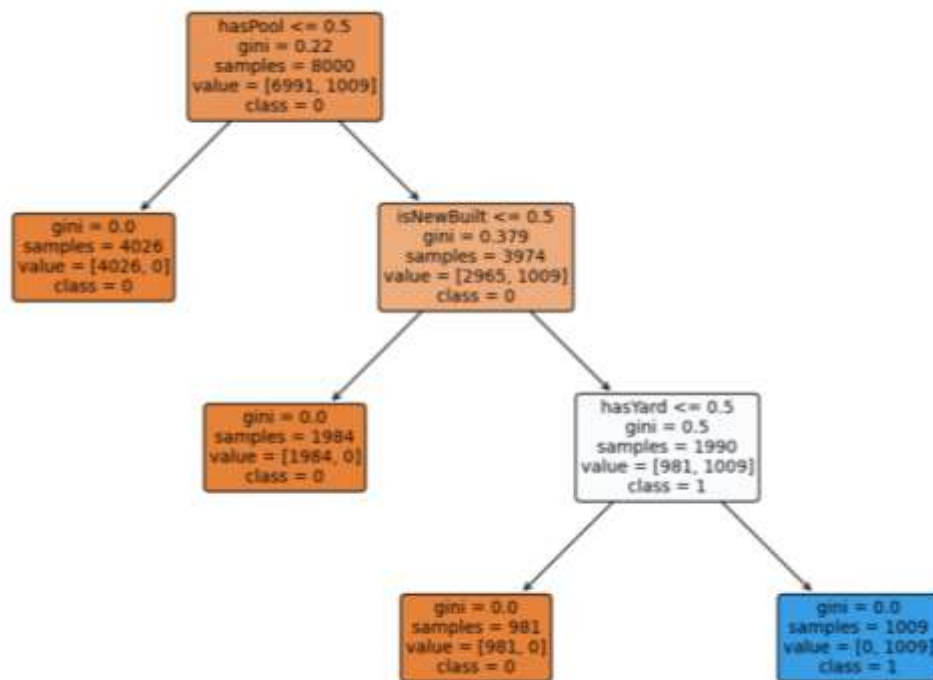 hasPool <= 0.5
gini = 0.22
samples = 8000
value = [6991, 1009]
class = 0
gini = 0.0
samples = 4026
value = [4026, 0]
class = 0
isNewBuilt <= 0.5
gini = 0.379
samples = 3974
value = [2965, 1009]
class = 0
gini = 0.0
samples = 1984
value = [1984, 0]
class = 0
hasYard <= 0.5
gini = 0.5
samples = 1990
value = [981, 1009]
class = 1
gini = 0.0
samples = 981
value = [981, 0]
class = 0
gini = 0.0
samples = 1009
value = [0, 1009]
class = 1